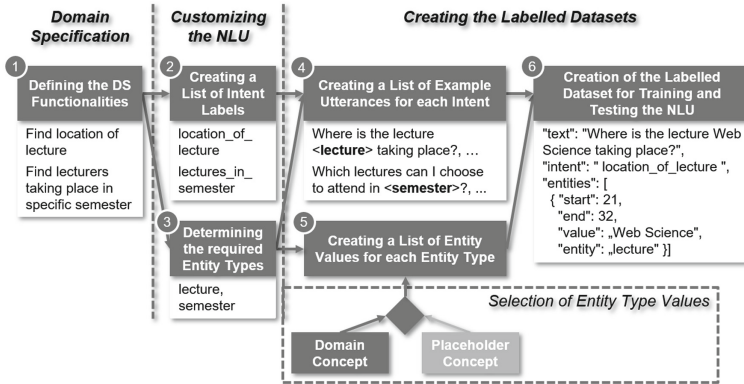 Domain
Specification
Customizing
the NLU
Creating the Labelled Datasets
1
Defining the DS
Functionalities
Find location of
lecture
Find lecturers
taking place in
specific semester
2
Creating a
List of Intent
Labels
location_of_
lecture
lectures_in_
semester
3
Determining
the required
Entity Types
lecture,
semester
4
Creating a List of Example
Utterances for each Intent
Where is the lecture
<lecture> taking place?, ...
Which lectures can I choose
to attend in <semester>?, ...
5
Creating a List of Entity
Values for each Entity Type
6
Creation of the Labelled
Dataset for Training and
Testing the NLU
"text": "Where is the lecture Web
Science taking place?",
"intent": " location_of_lecture ",
"entities": [
{ "start": 21,
"end": 32,
"value": „Web Science",
"entity": „lecture" }]
Selection of Entity Type Values
Domain
Concept
Placeholder
Concept